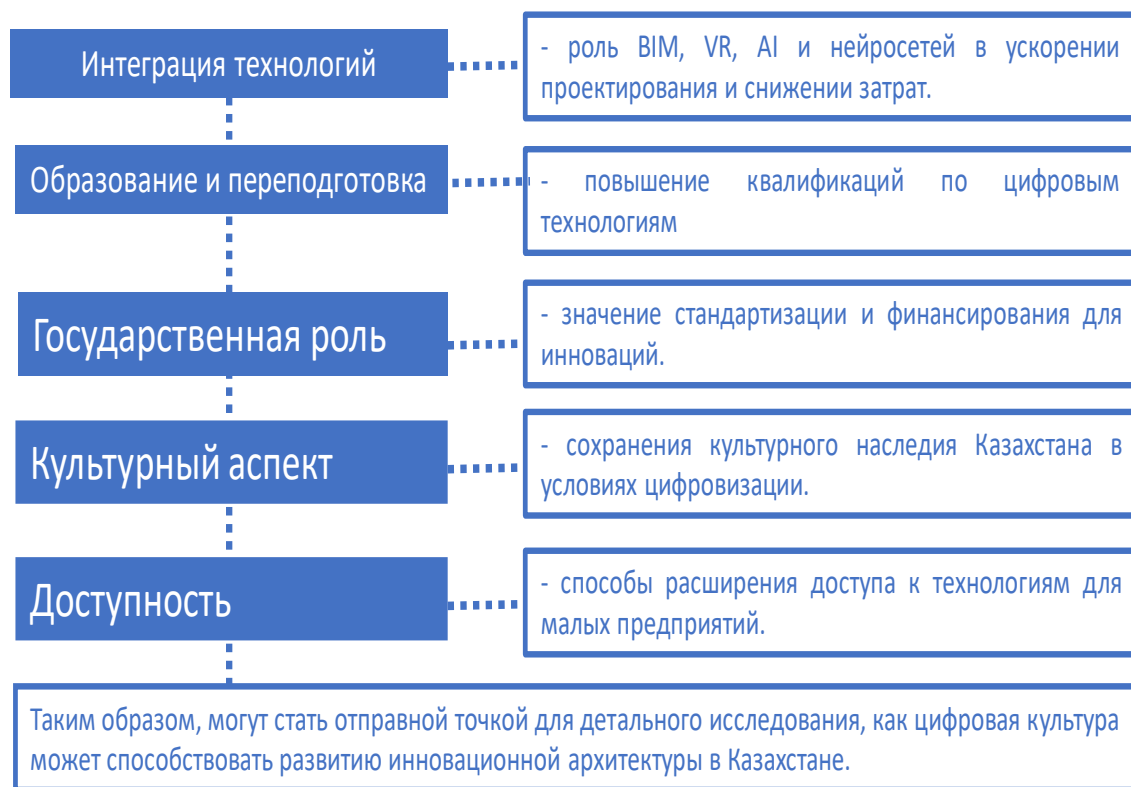 Интеграция технологий
- роль BIM, VR, AI и нейросетей в ускорении
проектирования и снижении затрат.
Образование и переподготовка
- повышение квалификаций по цифровым
технологиям
Государственная роль
- значение стандартизации и финансирования для
инноваций.
Культурный аспект
- сохранения культурного наследия Казахстана в
условиях цифровизации.
Доступность
- способы расширения доступа к технологиям для
малых предприятий.
Таким образом, могут стать отправной точкой для детального исследования, как цифровая культура
может способствовать развитию инновационной архитектуры в Казахстане.